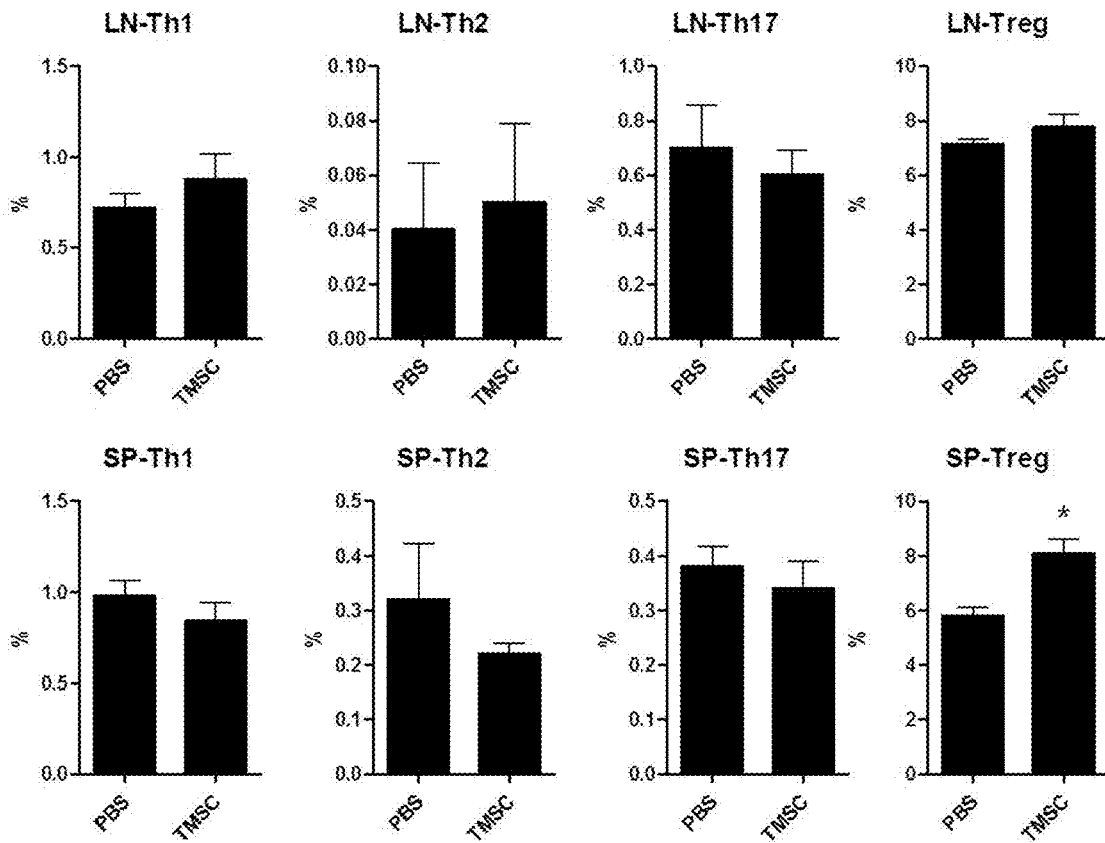 LN-Th1 LN-Th2 LN-Th17 LN-Treg
1.5 0.10 1.0 10
0.08 0.8 8
1.0 0.06 0.6 6
% % % %
0.5 0.04 0.4 4
0.02 0.2 2
0.0 0.00 0.0 0
PBS TMSC PBS TMSC PBS TMSC PBS TMSC
SP-Th1 SP-Th2 SP-Th17 SP-Treg
1.5 0.5 0.5 10
*
0.4 0.4 8
1.0 0.3 0.3 6
% % % %
0.5 0.2 0.2 4
0.1 0.1 2
0.0 0.0 0.0 0
PBS TMSC PBS TMSC PBS TMSC PBS TMSC